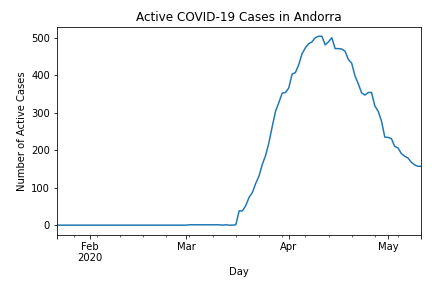 Active COVID-19 Cases in Andorra
Number of Active Cases
500
400
300
200
100
0
Feb
2020
Mar
Apr
May
Day